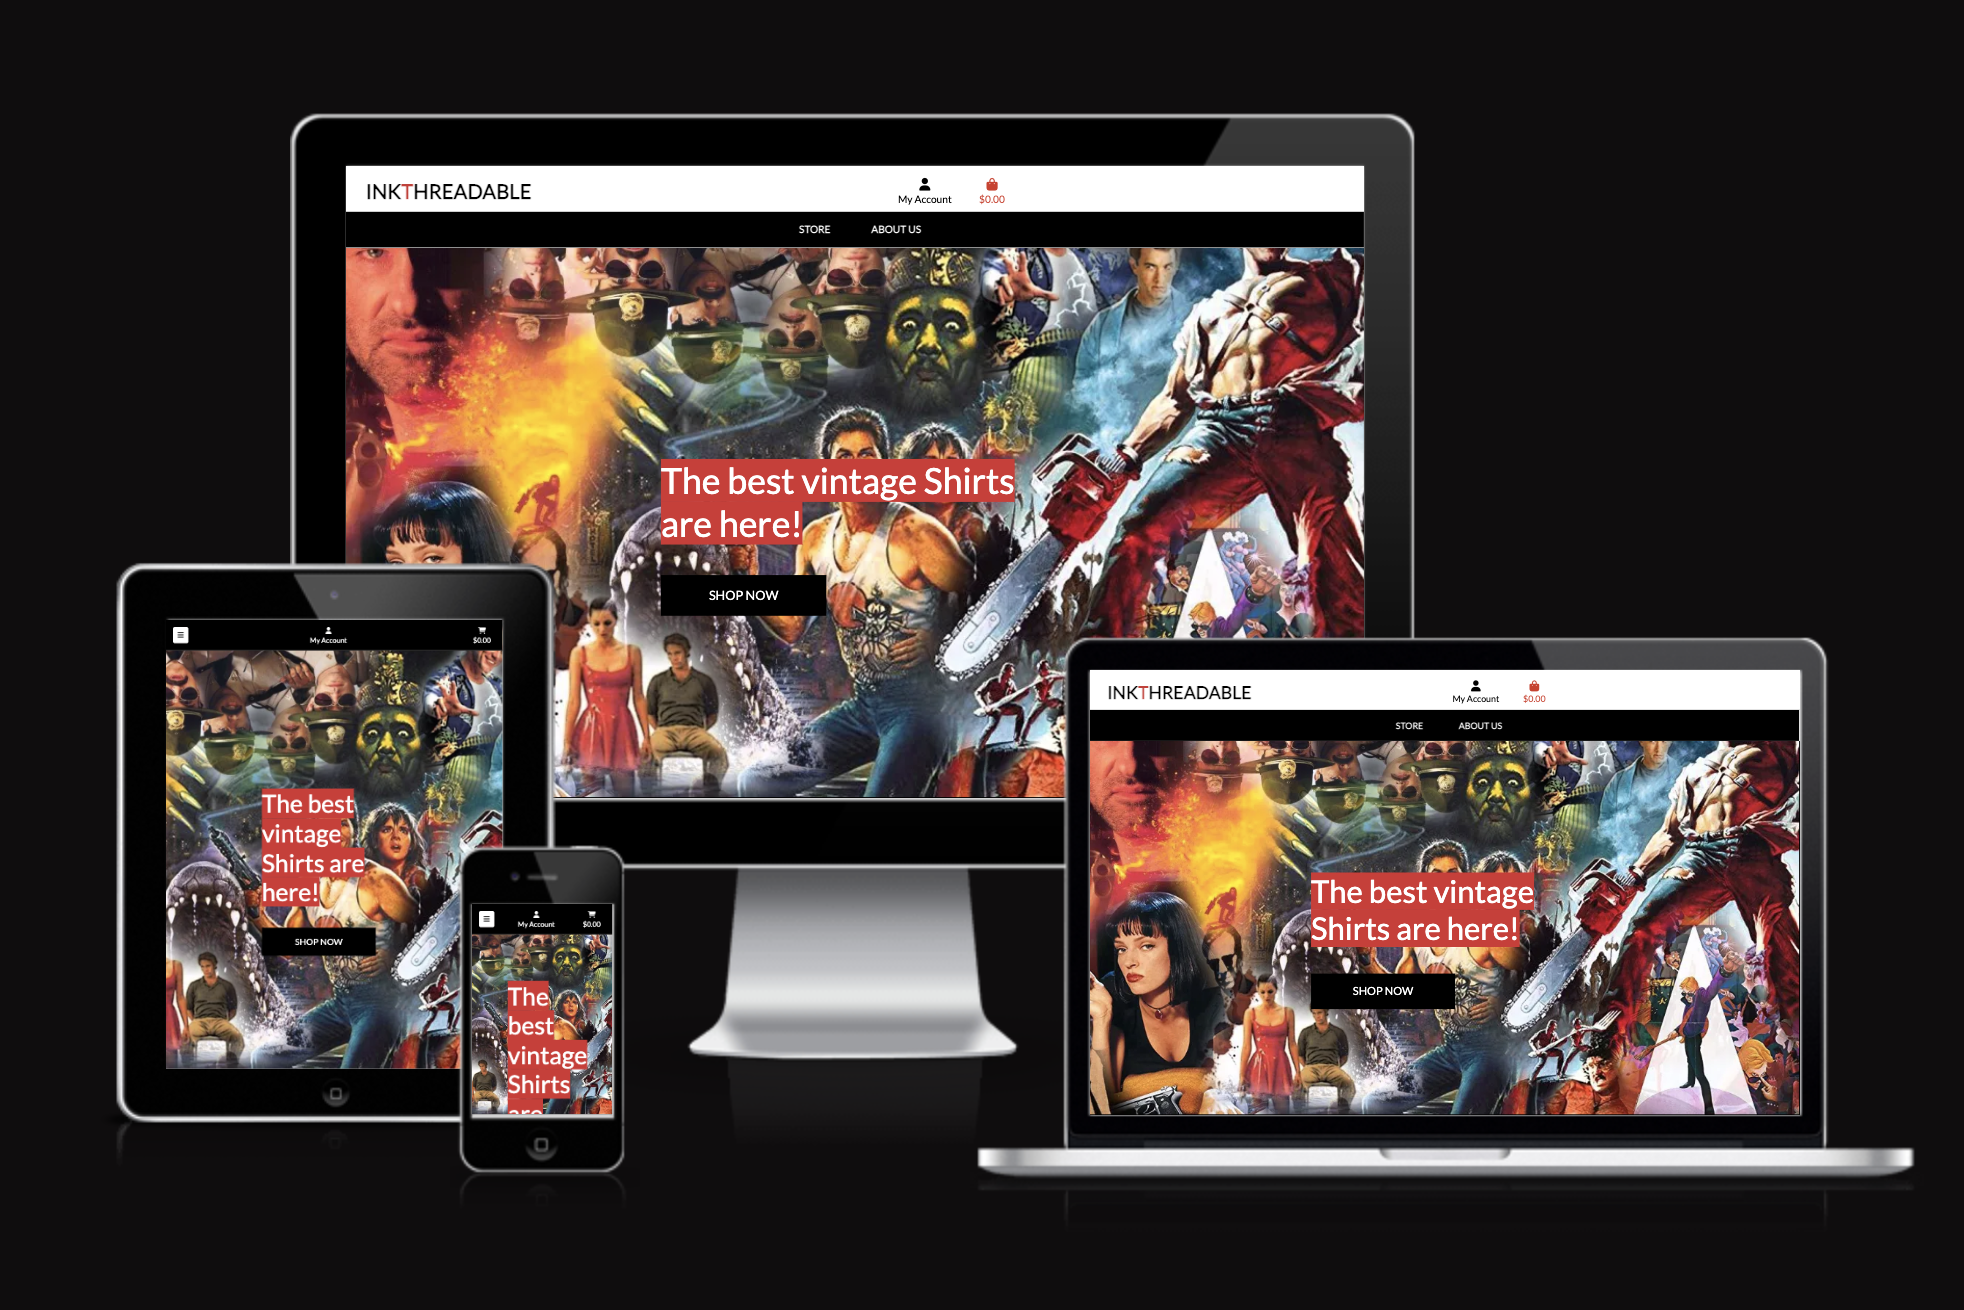 INKTHREADABLE
My Account
$0.00
STORE ABOUT US
The best vintage Shirts
are here!
SHOP NOW
My Account
$0.00
The best
vintage
Shirts are
here!
SHOP NOW
My Account
$0.00
The
best
vintage
Shirts
are
INKTHREADABLE
My Account
$0.00
STORE ABOUT US
The best vintage
Shirts are here!
SHOP NOW